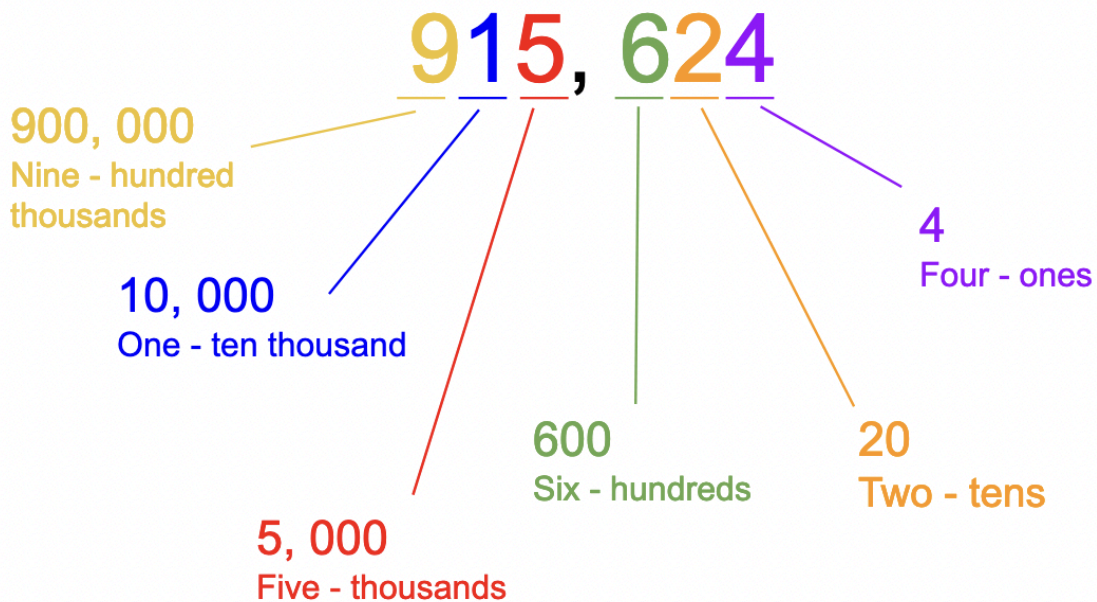 915, 624
900, 000
Nine - hundred
thousands
10, 000
One - ten thousand
5, 000
Five - thousands
600
Six - hundreds
20
Two - tens
4
Four - ones